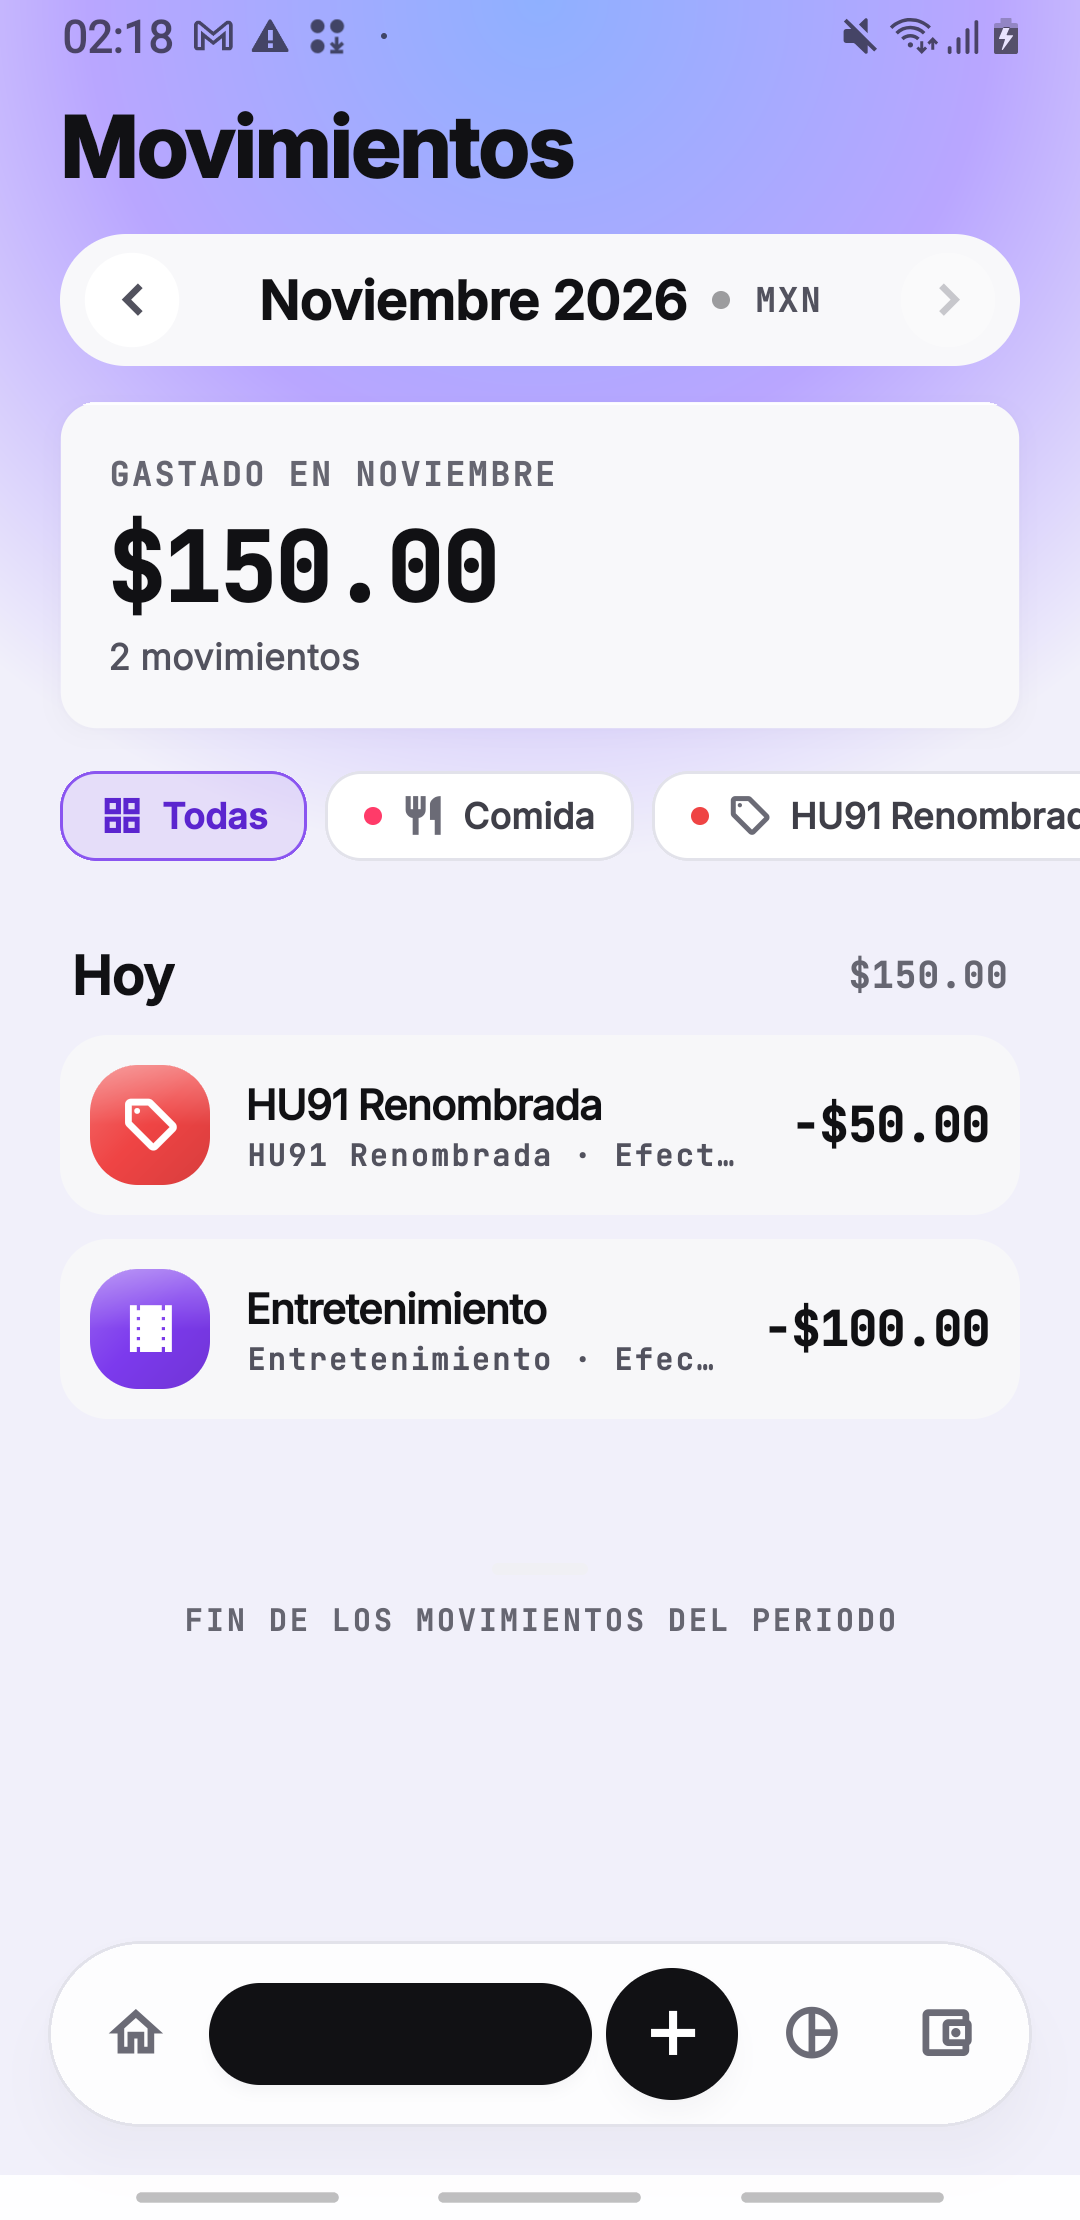 02:18
Movimientos
Noviembre 2026 • MXN
GASTADO EN NOVIEMBRE
$150.00
2 movimientos
Todas
Comida
HU91 Renombrad
Hoy
$150.00
HU91 Renombrada
HU91 Renombrada · Efect…
-$50.00
Entretenimiento
Entretenimiento · Efec…
-$100.00
FIN DE LOS MOVIMIENTOS DEL PERIODO